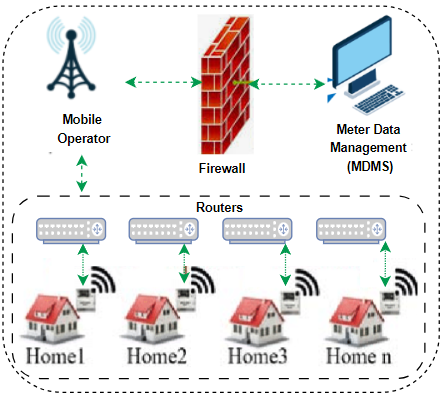 Mobile
Operator
Firewall
Meter Data
Management
(MDMS)
Routers
Home1
Home2
Home3
Home n